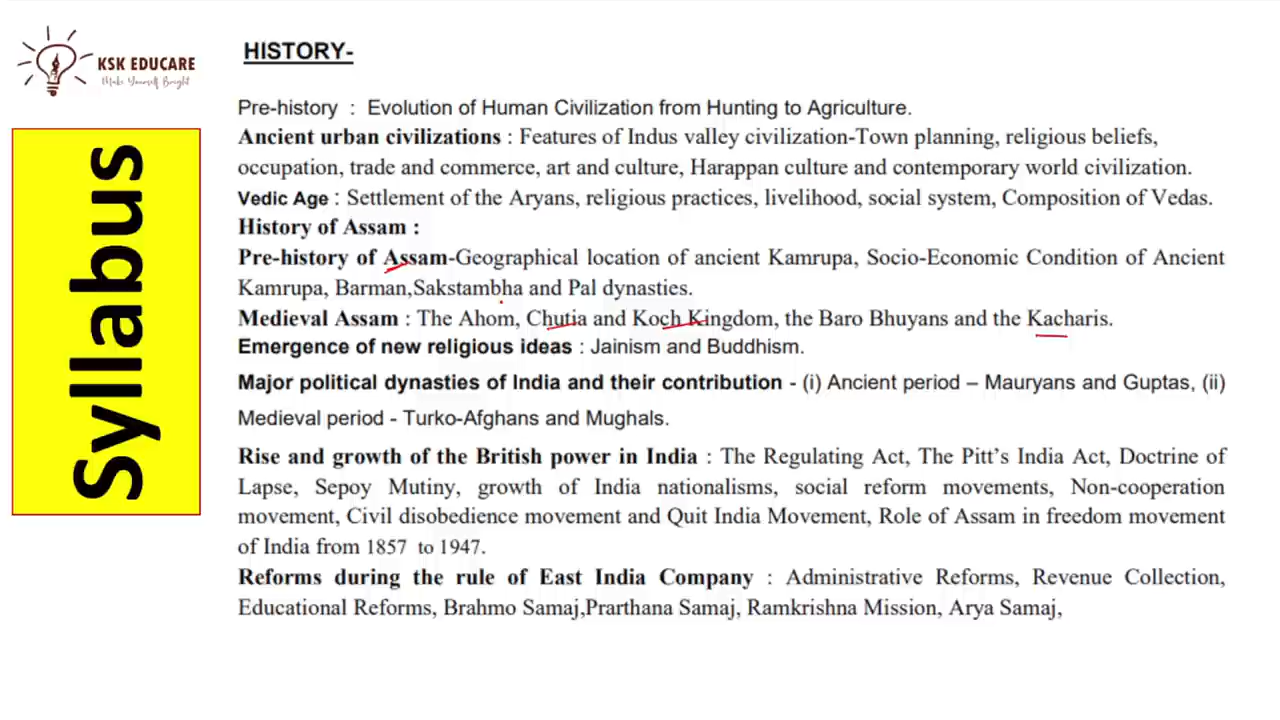 KSK EDUCARE
Make Yourself Bright
Syllabus
HISTORY-
Pre-history : Evolution of Human Civilization from Hunting to Agriculture.
Ancient urban civilizations : Features of Indus valley civilization-Town planning, religious beliefs,
occupation, trade and commerce, art and culture, Harappan culture and contemporary world civilization.
Vedic Age : Settlement of the Aryans, religious practices, livelihood, social system, Composition of Vedas.
History of Assam :
Pre-history of Assam-Geographical location of ancient Kamrupa, Socio-Economic Condition of Ancient
Kamrupa, Barman,Sakstambha and Pal dynasties.
Medieval Assam : The Ahom, Chutia and Koch Kingdom, the Baro Bhuyans and the Kacharis.
Emergence of new religious ideas : Jainism and Buddhism.
Major political dynasties of India and their contribution - (i) Ancient period – Mauryans and Guptas, (ii)
Medieval period - Turko-Afghans and Mughals.
Rise and growth of the British power in India : The Regulating Act, The Pitt's India Act, Doctrine of
Lapse, Sepoy Mutiny, growth of India nationalisms, social reform movements, Non-cooperation
movement, Civil disobedience movement and Quit India Movement, Role of Assam in freedom movement
of India from 1857 to 1947.
Reforms during the rule of East India Company : Administrative Reforms, Revenue Collection,
Educational Reforms, Brahmo Samaj,Prarthana Samaj, Ramkrishna Mission, Arya Samaj,